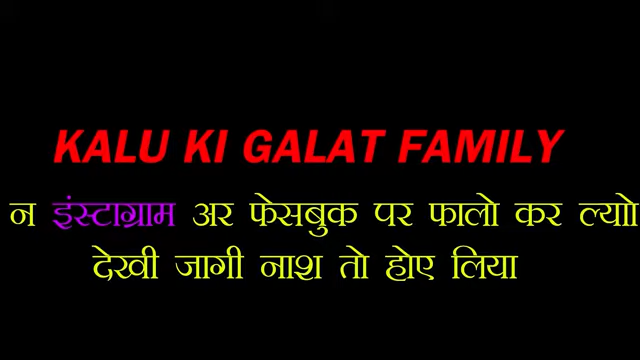 KALU KI GALAT FAMILY
न इंस्टाग्राम अर फेसबुक पर फालो कर ल्यो
देखी जागी नाश तो होए लिया